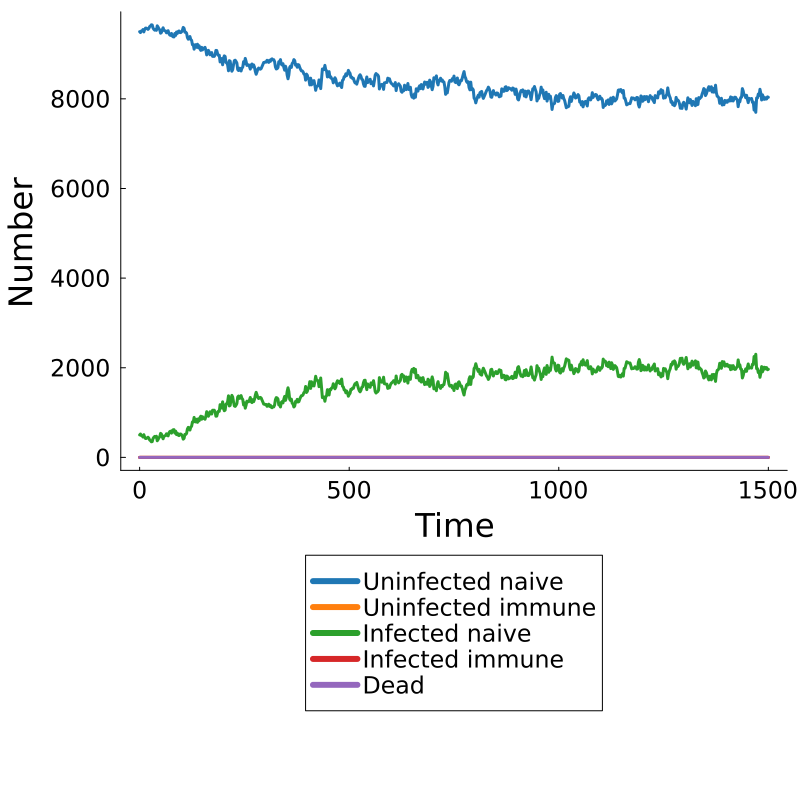 8000
6000
4000
2000
0
Number
0 500 1000 1500
Time
Uninfected naive
Uninfected immune
Infected naive
Infected immune
Dead